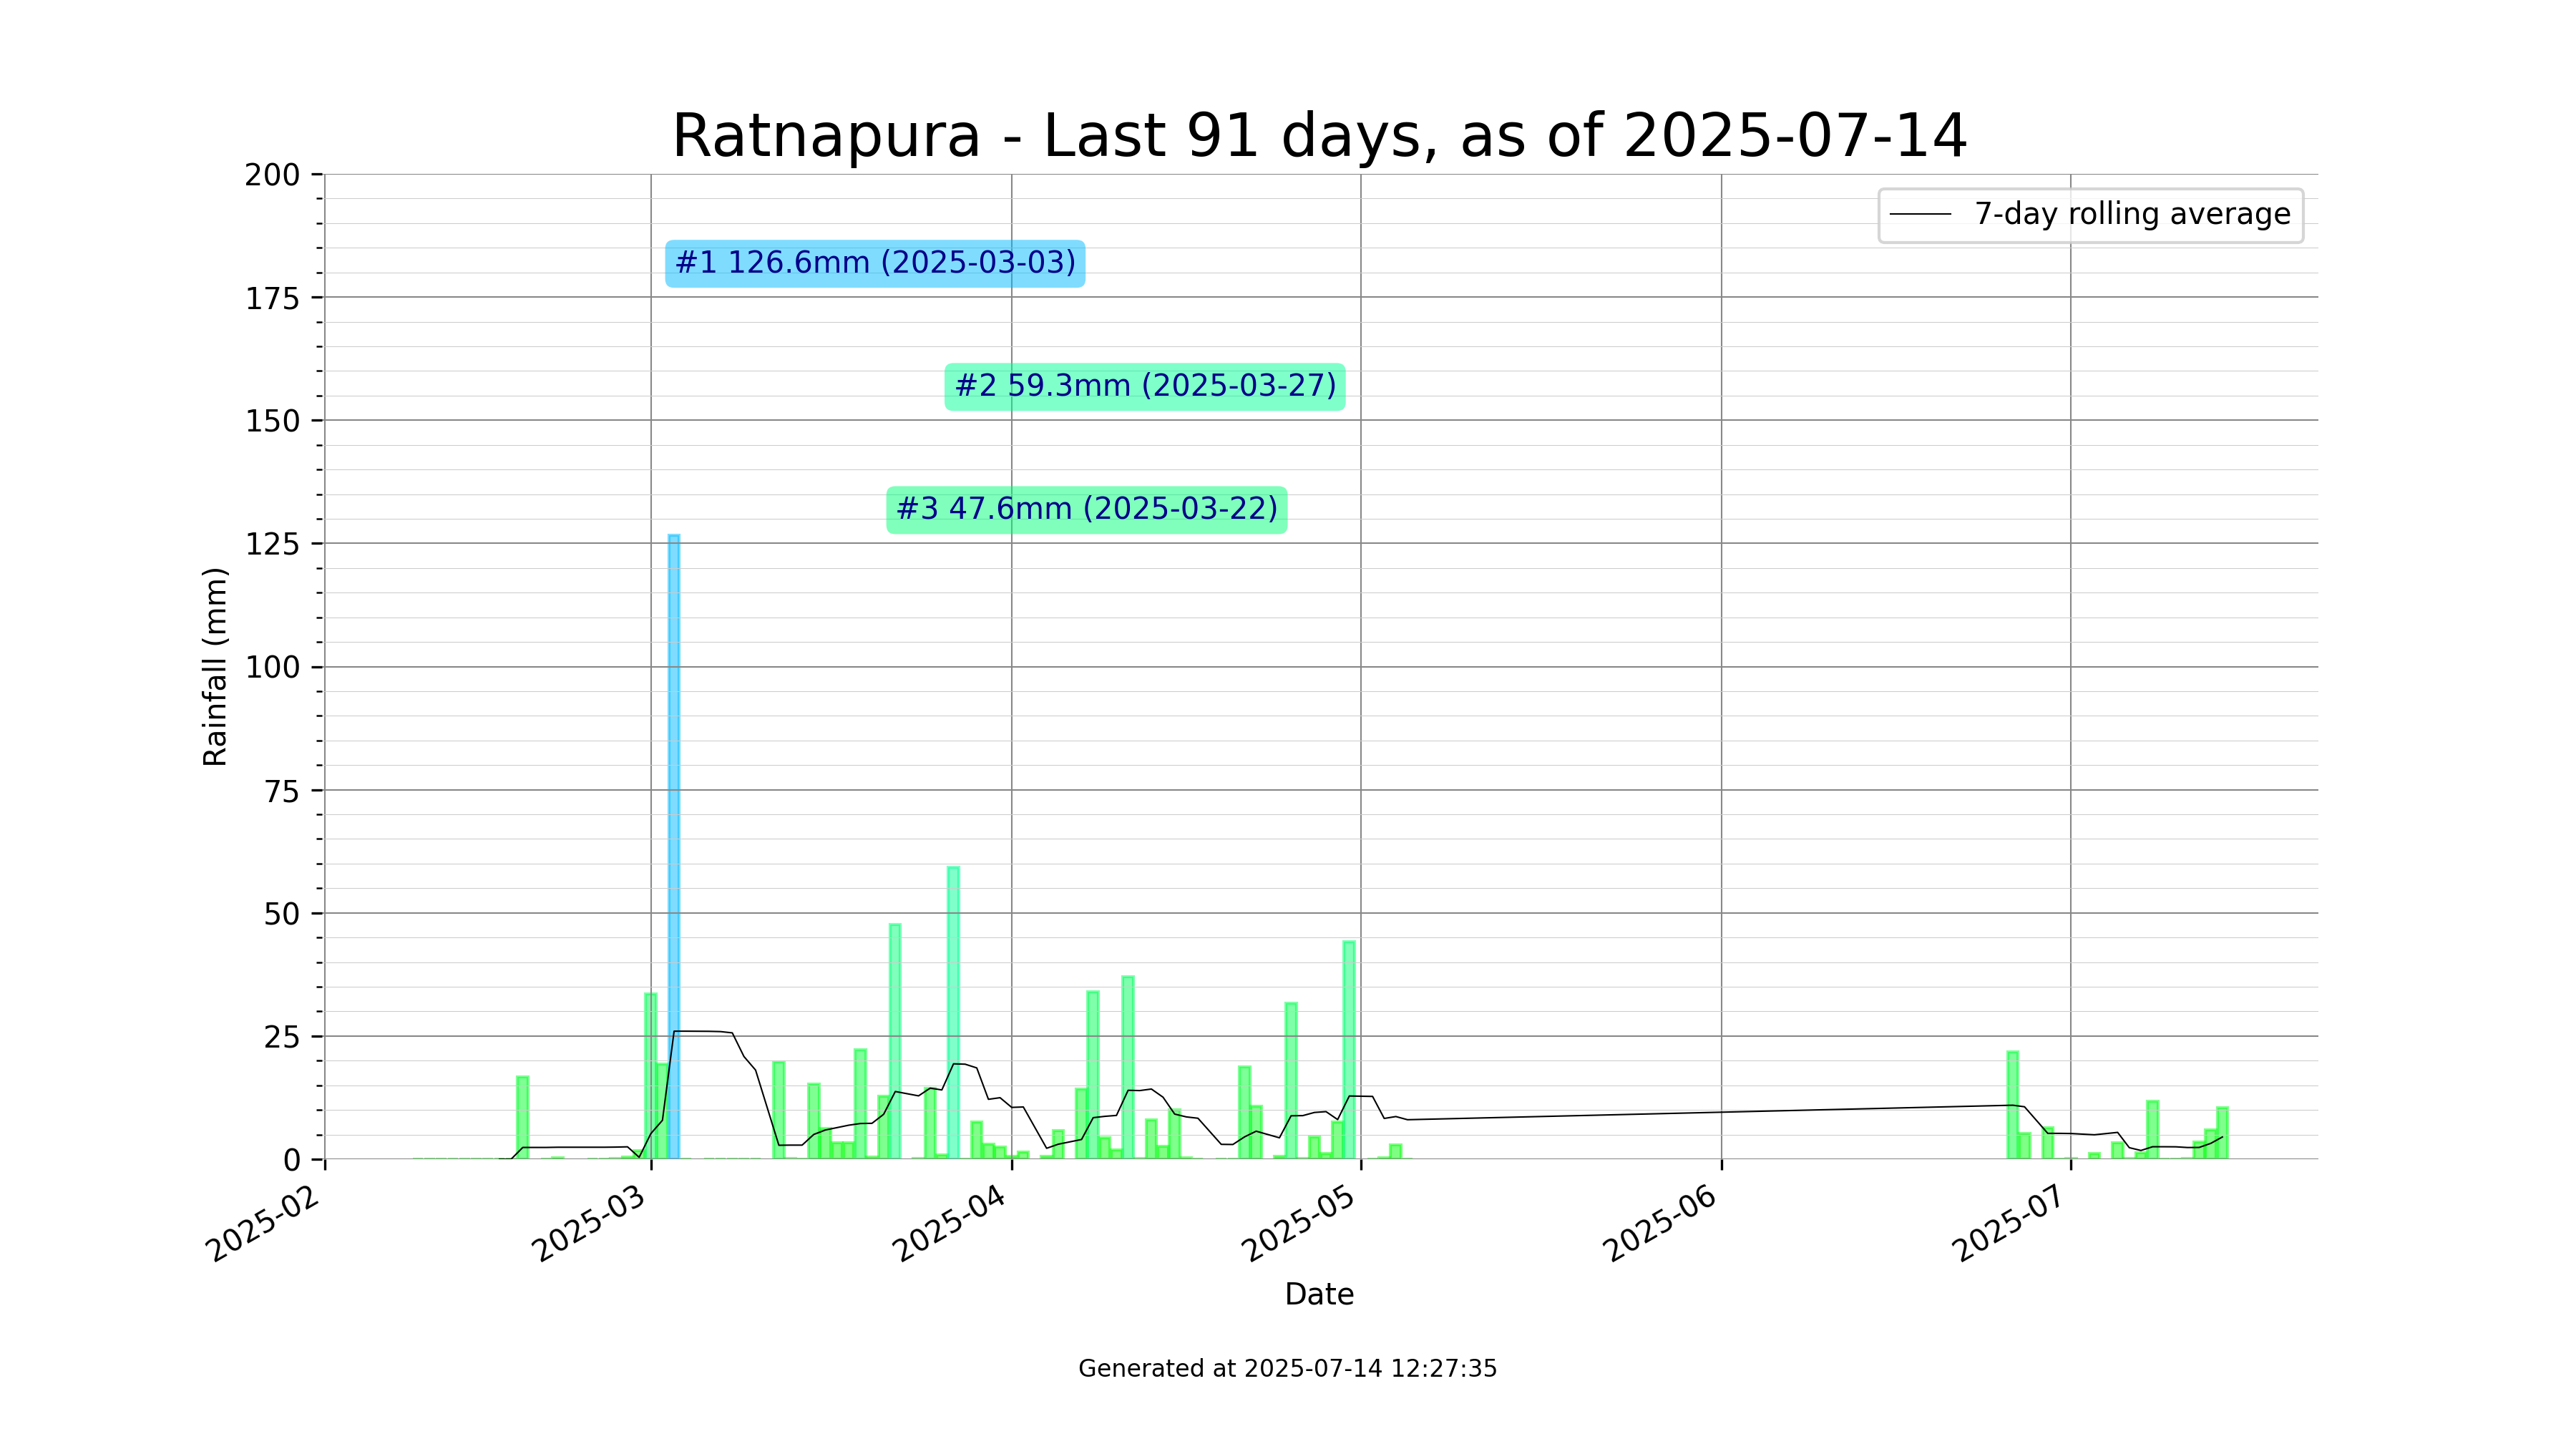 Ratnapura - Last 91 days, as of 2025-07-14
7-day rolling average
#1 126.6mm (2025-03-03)
#2 59.3mm (2025-03-27)
#3 47.6mm (2025-03-22)
Rainfall (mm)
200
175
150
125
100
75
50
25
0
2025-02
2025-03
2025-04
2025-05
2025-06
2025-07
Date
Generated at 2025-07-14 12:27:35